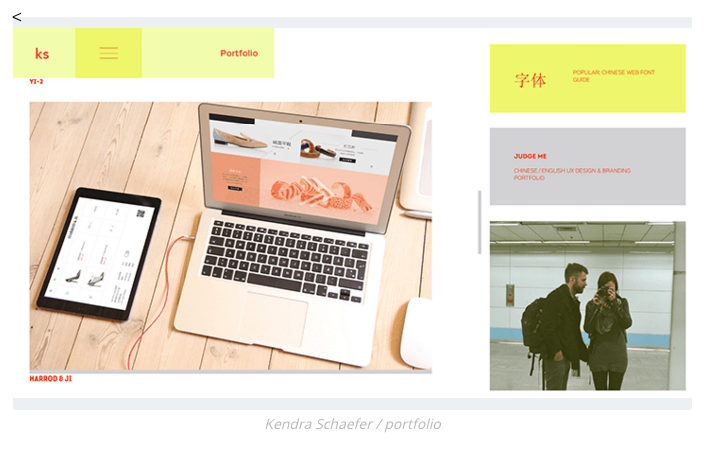 <
ks
Portfolio
YI-2
字体
POPULAR: CHINESE WEB FONT
GUIDE
JUDGE ME
CHINESE / ENGLISH UX DESIGN & BRANDING
PORTFOLIO
HARROD & JI
Kendra Schaefer / portfolio